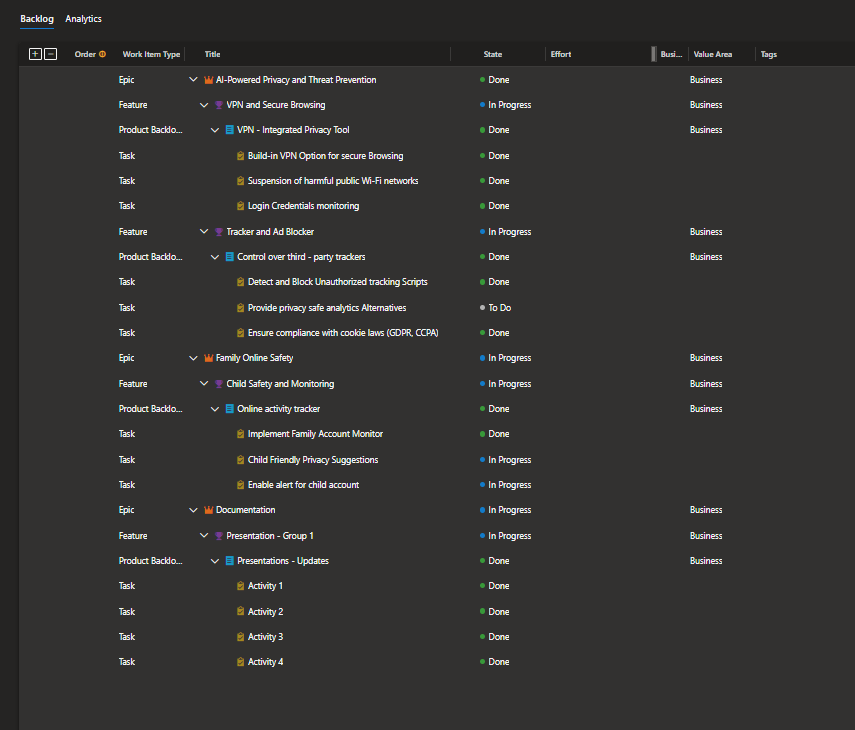 Backlog Analytics
Order Work Item Type Title State Effort Busi... Value Area Tags
Epic AI-Powered Privacy and Threat Prevention Done Business
Feature VPN and Secure Browsing In Progress Business
Product Backlo... VPN - Integrated Privacy Tool Done Business
Task Build-in VPN Option for secure Browsing Done
Task Suspension of harmful public Wi-Fi networks Done
Task Login Credentials monitoring Done
Feature Tracker and Ad Blocker In Progress Business
Product Backlo... Control over third - party trackers Done Business
Task Detect and Block Unauthorized tracking Scripts Done
Task Provide privacy safe analytics Alternatives To Do
Task Ensure compliance with cookie laws (GDPR, CCPA) Done
Epic Family Online Safety In Progress Business
Feature Child Safety and Monitoring In Progress Business
Product Backlo... Online activity tracker Done Business
Task Implement Family Account Monitor Done
Task Child Friendly Privacy Suggestions In Progress
Task Enable alert for child account In Progress
Epic Documentation In Progress Business
Feature Presentation - Group 1 In Progress Business
Product Backlo... Presentations - Updates Done Business
Task Activity 1 Done
Task Activity 2 Done
Task Activity 3 Done
Task Activity 4 Done